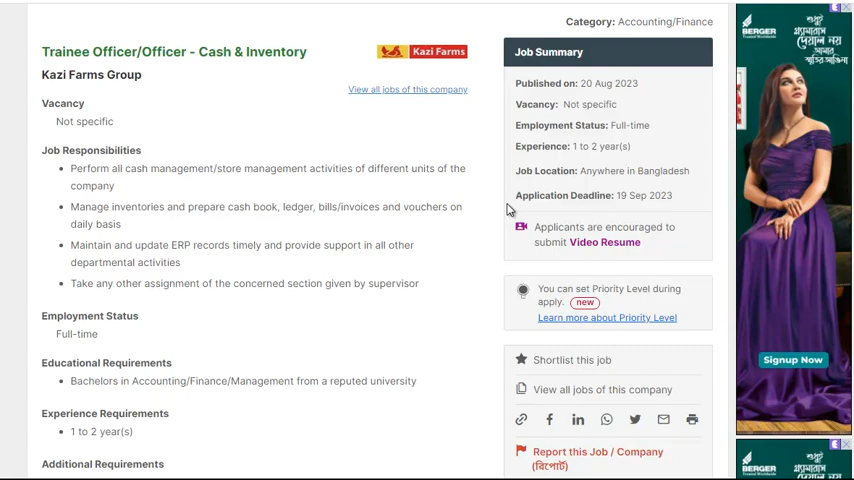 Category: Accounting/Finance
Trainee Officer/Officer - Cash & Inventory
Kazi Farms
Kazi Farms Group
View all jobs of this company
Vacancy
Not specific
Job Responsibilities
Perform all cash management/store management activities of different units of the
company
Manage inventories and prepare cash book, ledger, bills/invoices and vouchers on
daily basis
Maintain and update ERP records timely and provide support in all other
departmental activities
Take any other assignment of the concerned section given by supervisor
Employment Status
Full-time
Educational Requirements
Bachelors in Accounting/Finance/Management from a reputed university
Experience Requirements
1 to 2 year(s)
Additional Requirements
Job Summary
Published on: 20 Aug 2023
Vacancy: Not specific
Employment Status: Full-time
Experience: 1 to 2 year(s)
Job Location: Anywhere in Bangladesh
Application Deadline: 19 Sep 2023
Applicants are encouraged to
submit Video Resume
You can set Priority Level during
apply. new
Learn more about Priority Level
Shortlist this job
View all jobs of this company
Report this Job / Company
(রিপোর্ট)
BERGER
শুধুই
গ্ল্যামারাস
দেয়াল নয়
আমার
Signup Now
BERGER
শুধুই
গ্ল্যামারাস